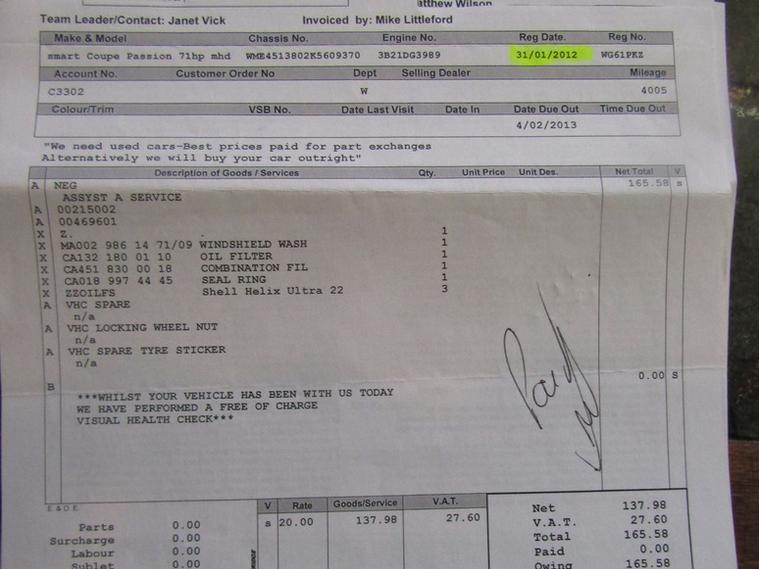 atthew Wilson
Team Leader/Contact: Janet Vick Invoiced by: Mike Littleford
Make & Model Chassis No. Engine No. Reg Date. Reg No.
smart Coupe Passion 71hp mhd WME4513802K5609370 3B21DG3989 31/01/2012 WG61PKZ
Account No. Customer Order No Dept Selling Dealer Mileage
C3302 W 4005
Colour/Trim VSB No. Date Last Visit Date In Date Due Out Time Due Out
4/02/2013
"We need used cars-Best prices paid for part exchanges
Alternatively we will buy your car outright"
Description of Goods / Services Qty. Unit Price Unit Des. Net Total V
A NEG 165.58 s
ASSYST A SERVICE
A 00215002
A 00469601
X Z. . 1
X MA002 986 14 71/09 WINDSHIELD WASH 1
X CA132 180 01 10 OIL FILTER 1
X CA451 830 00 18 COMBINATION FIL 1
X CA018 997 44 45 SEAL RING 1
X ZZOILFS Shell Helix Ultra 22 3
A VHC SPARE
n/a
A VHC LOCKING WHEEL NUT
n/a
A VHC SPARE TYRE STICKER
n/a
B 0.00 S
***WHILST YOUR VEHICLE HAS BEEN WITH US TODAY
WE HAVE PERFORMED A FREE OF CHARGE
VISUAL HEALTH CHECK***
Paid
E & O E
V Rate Goods/Service V.A.T.
s 20.00 137.98 27.60
Parts 0.00
Surcharge 0.00
Labour 0.00
Sublet 0.00
Net 137.98
V.A.T. 27.60
Total 165.58
Paid 0.00
Owing 165.58